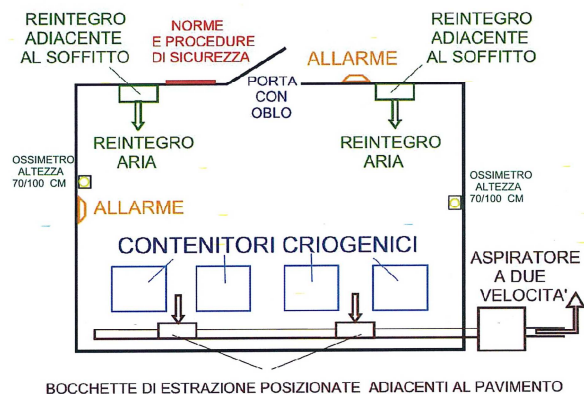 REINTEGRO
ADIACENTE
AL SOFFITTO
NORME
E PROCEDURE
DI SICUREZZA
ALLARME
REINTEGRO
ADIACENTE
AL SOFFITTO
PORTA
CON
OBLO
REINTEGRO
ARIA
REINTEGRO
ARIA
OSSIMETRO
ALTEZZA
70/100 CM
ALLARME
OSSIMETRO
ALTEZZA
70/100 CM
CONTENITORI CRIOGENICI
ASPIRATORE
A DUE
VELOCITA'
BOCCHETTE DI ESTRAZIONE POSIZIONATE ADIACENTI AL PAVIMENTO